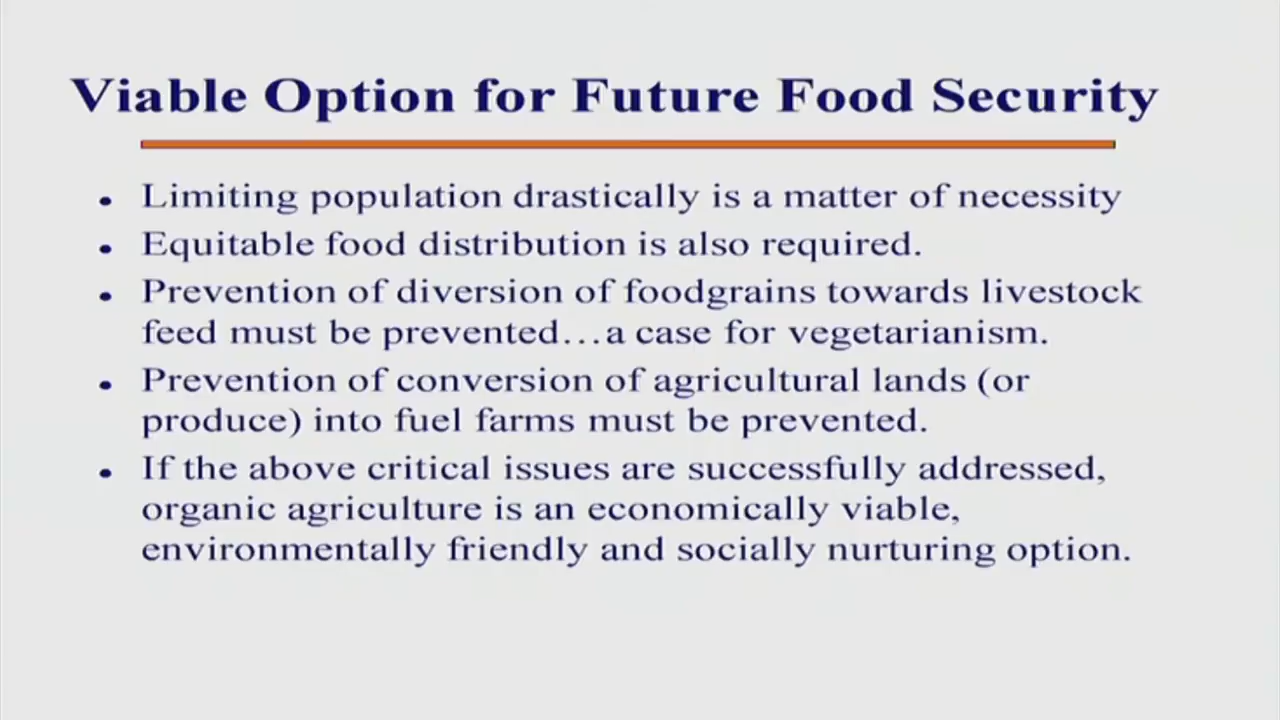 Viable Option for Future Food Security
• Limiting population drastically is a matter of necessity
• Equitable food distribution is also required.
• Prevention of diversion of foodgrains towards livestock
feed must be prevented...a case for vegetarianism.
• Prevention of conversion of agricultural lands (or
produce) into fuel farms must be prevented.
• If the above critical issues are successfully addressed,
organic agriculture is an economically viable,
environmentally friendly and socially nurturing option.